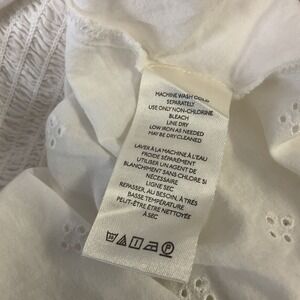 MACHINE WASH COLD
SEPARATELY
USE ONLY NON-CHLORINE
BLEACH
LINE DRY
LOW IRON AS NEEDED
MAY BE DRY CLEANED
LAVER À LA MACHINE À L'EAU
FROIDE SÉPARÉMENT
UTILISER UN AGENT DE
BLANCHIMENT SANS CHLORE SI
NÉCESSAIRE
LIGNE SEC
REPASSER, AU BESOIN, À TRÈS
BASSE TEMPÉRATURE
PEUT-ÊTRE ÊTRE NETTOYÉE
À SEC